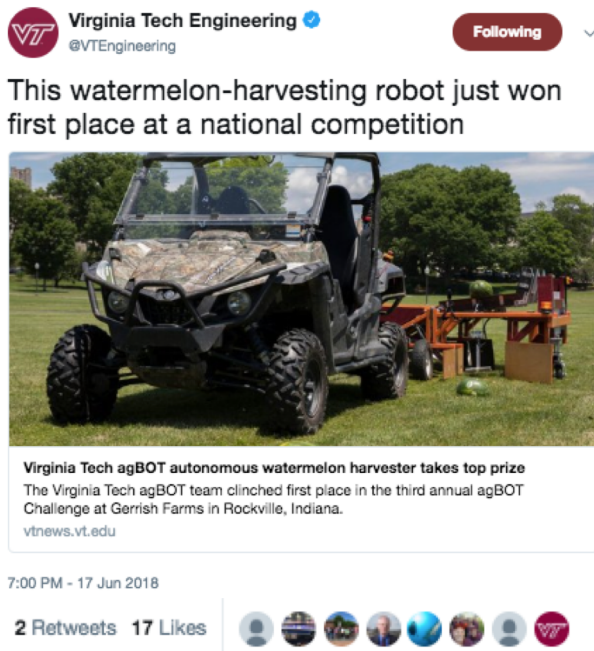 Virginia Tech Engineering
@VTEngineering
Following
This watermelon-harvesting robot just won
first place at a national competition
Virginia Tech agBOT autonomous watermelon harvester takes top prize
The Virginia Tech agBOT team clinched first place in the third annual agBOT
Challenge at Gerrish Farms in Rockville, Indiana.
vtnews.vt.edu
7:00 PM - 17 Jun 2018
2 Retweets 17 Likes